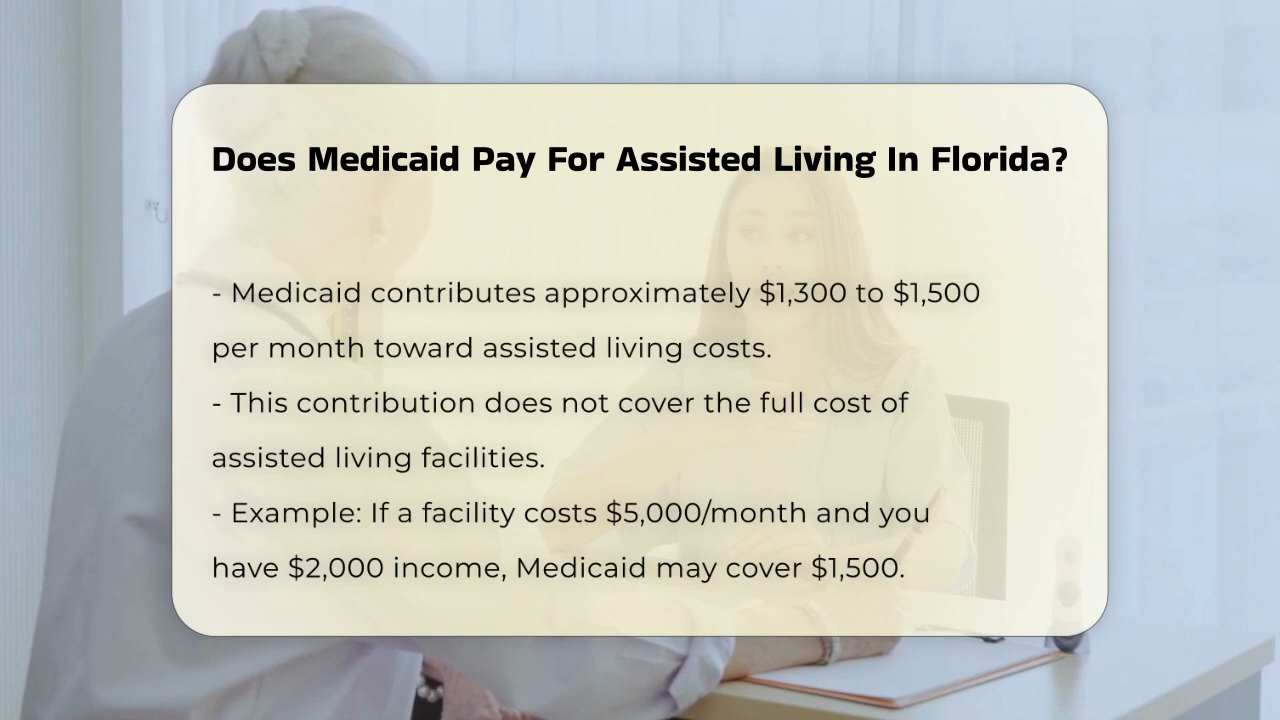 Does Medicaid Pay For Assisted Living In Florida?
- Medicaid contributes approximately $1,300 to $1,500
per month toward assisted living costs.
- This contribution does not cover the full cost of
assisted living facilities.
- Example: If a facility costs $5,000/month and you
have $2,000 income, Medicaid may cover $1,500.